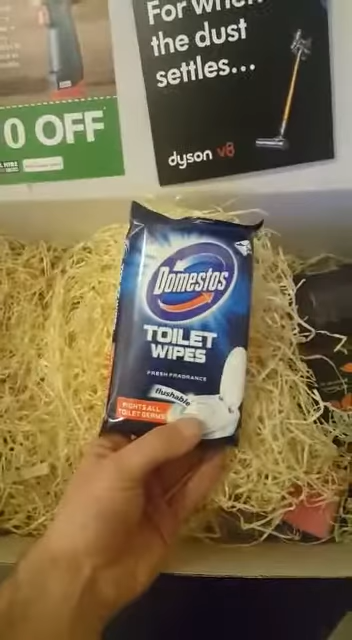 For when
the dust
settles...
0 OFF
dyson v8
Domestos
TOILET
WIPES
FRESH FRAGRANCE
flushable
FIGHTS ALL
TOILET GERMS